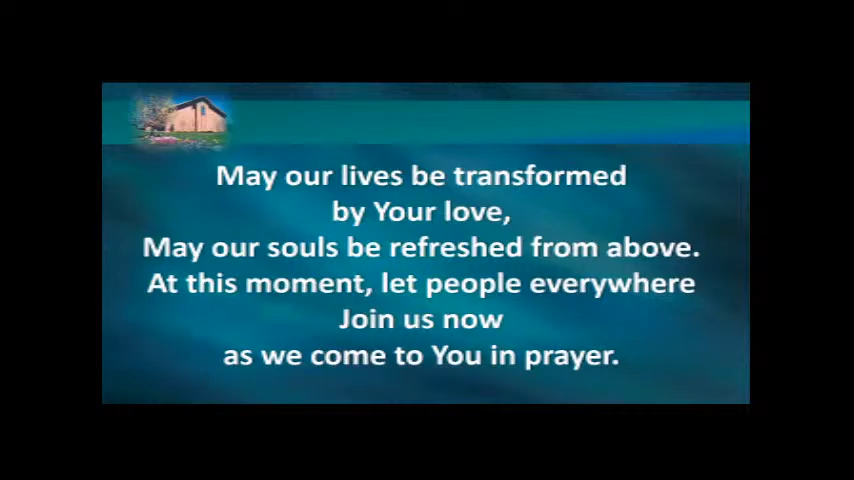 May our lives be transformed
by Your love,
May our souls be refreshed from above.
At this moment, let people everywhere
Join us now
as we come to You in prayer.